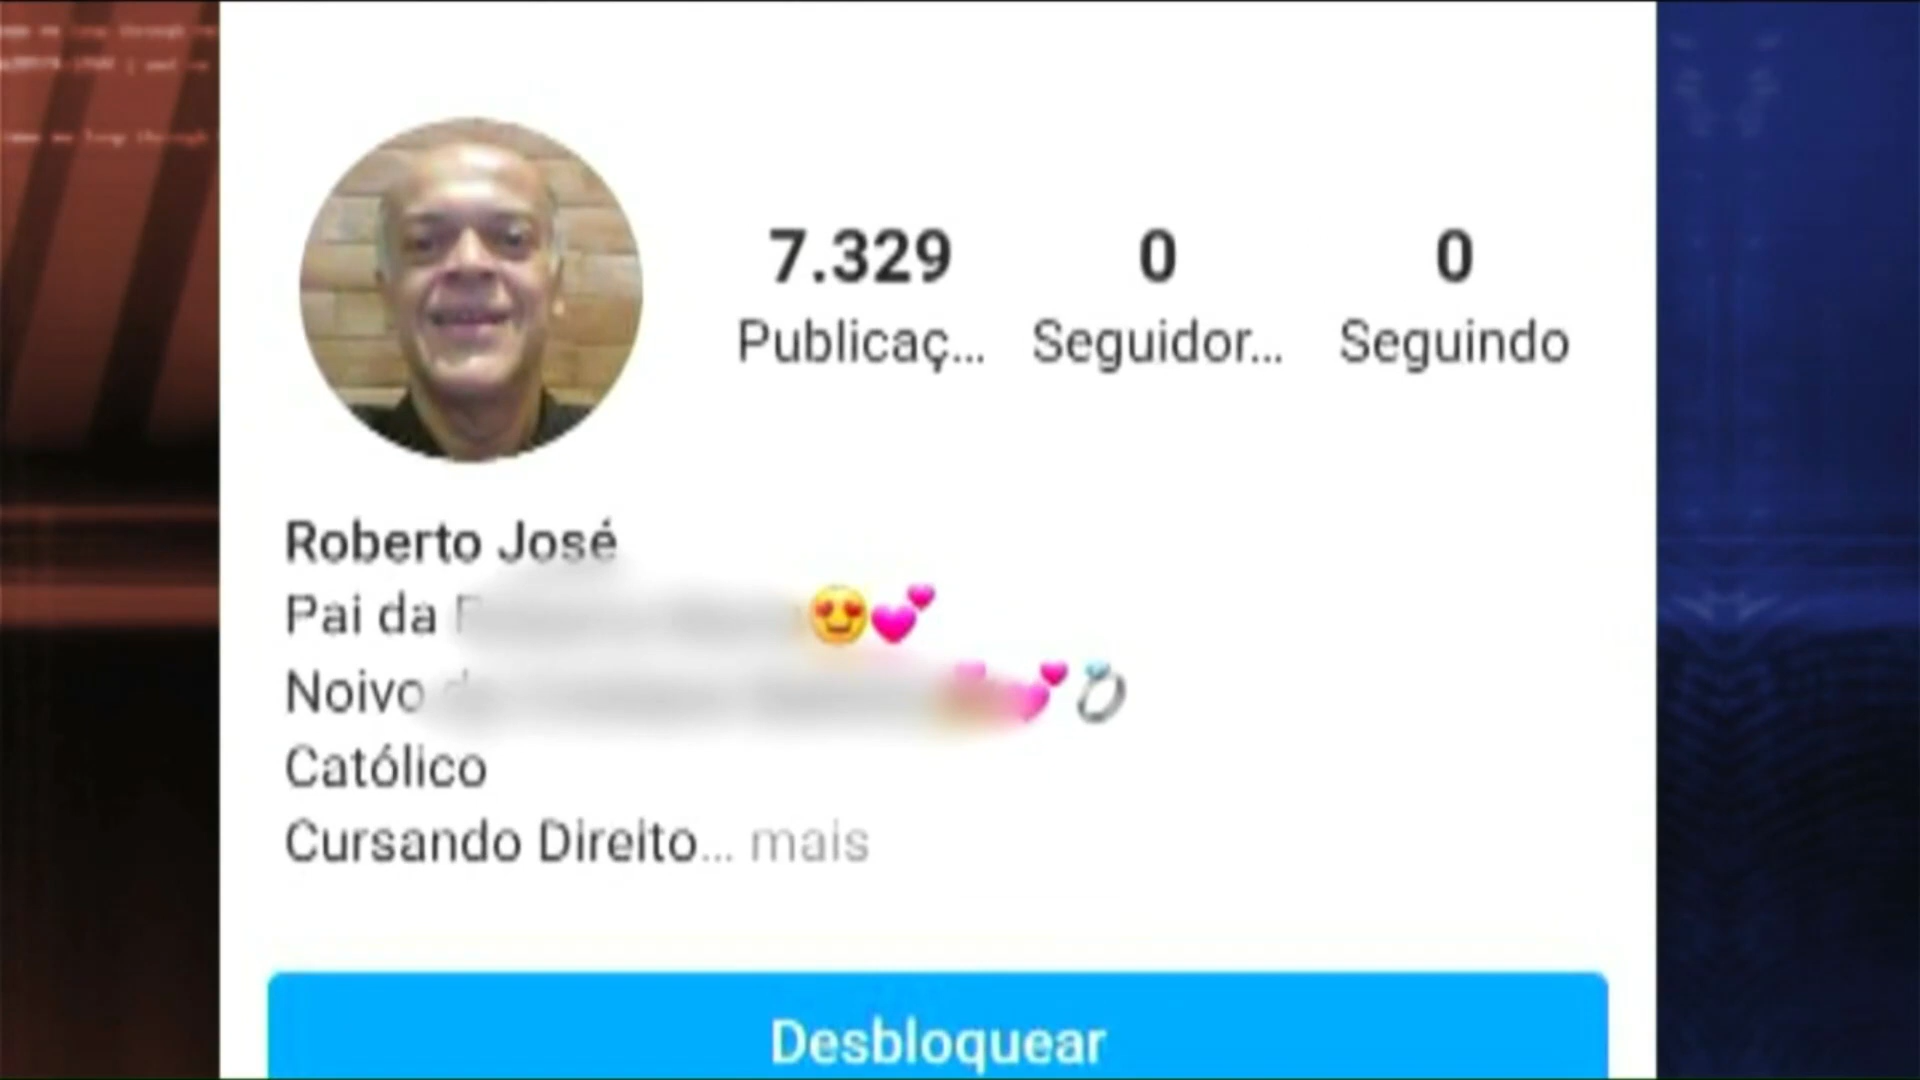 7.329 0 0
Publicaç... Seguidor... Seguindo
Roberto José
Pai da 😍💕
Noivo 💕💍
Católico
Cursando Direito... mais
Desbloquear